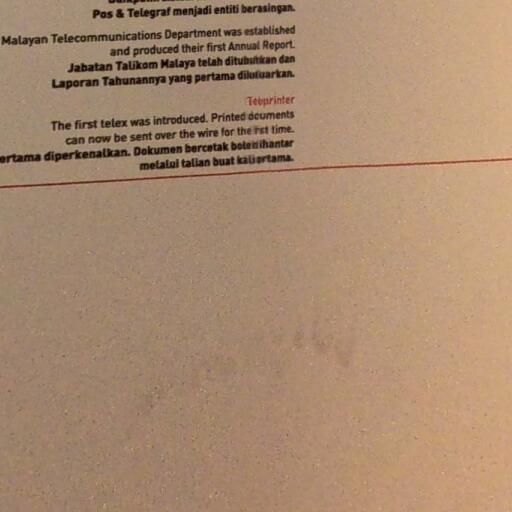 Pos & Telegraf menjadi entiti berasingan.
Malayan Telecommunications Department was established
and produced their first Annual Report.
Jabatan Talikom Malaya telah ditubuhkan dan
Laporan Tahunannya yang pertama dikeluarkan.
Teleprinter
The first telex was introduced. Printed documents
can now be sent over the wire for the first time.
ertama diperkenalkan. Dokumen bercetak boleh dihantar
melalui talian buat kali pertama.